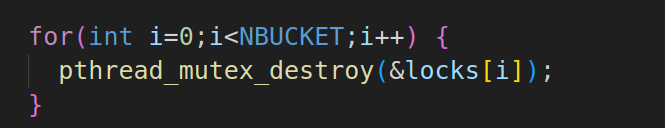 for(int i=0;i<NBUCKET;i++) {
  pthread_mutex_destroy(&locks[i]);
}